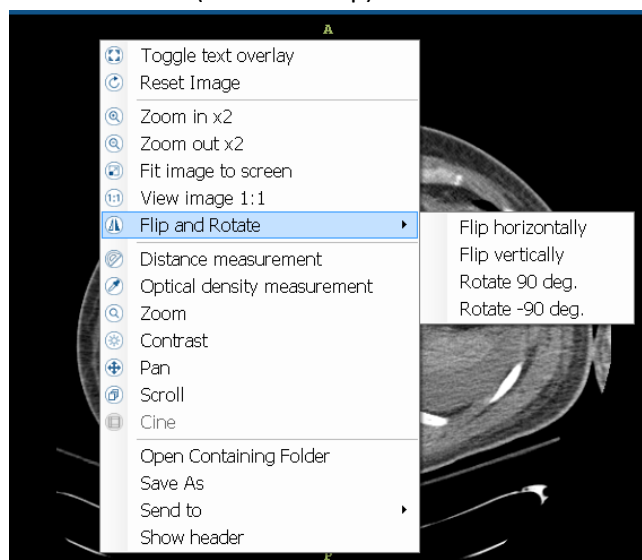 A
Toggle text overlay
Reset Image
Zoom in x2
Zoom out x2
Fit image to screen
1:1 View image 1:1
Flip and Rotate
Flip horizontally
Flip vertically
Rotate 90 deg.
Rotate -90 deg.
Distance measurement
Optical density measurement
Zoom
Contrast
Pan
Scroll
Cine
Open Containing Folder
Save As
Send to
Show header
P